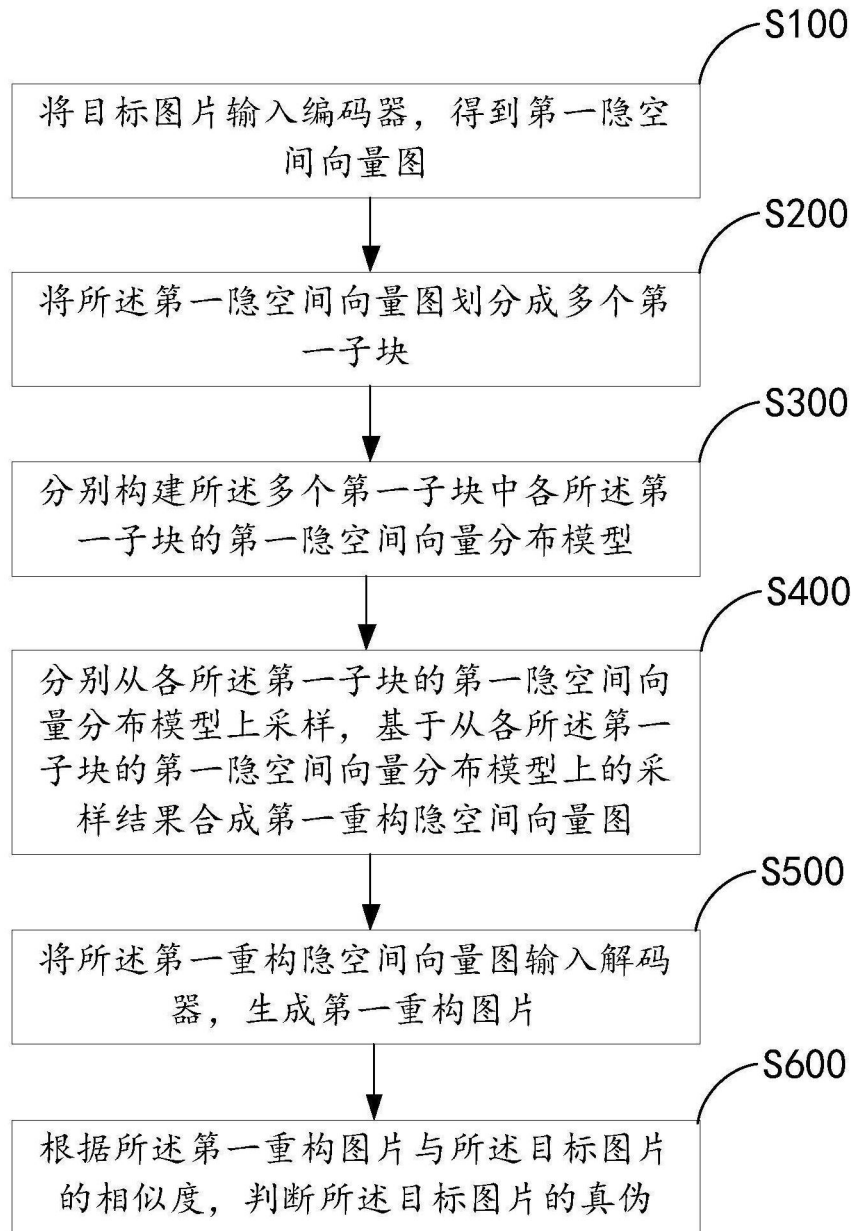 S100
将目标图片输入编码器，得到第一隐空
间向量图
S200
将所述第一隐空间向量图划分成多个第
一子块
S300
分别构建所述多个第一子块中各所述第
一子块的第一隐空间向量分布模型
S400
分别从各所述第一子块的第一隐空间向
量分布模型上采样，基于从各所述第一
子块的第一隐空间向量分布模型上的采
样结果合成第一重构隐空间向量图
S500
将所述第一重构隐空间向量图输入解码
器，生成第一重构图片
S600
根据所述第一重构图片与所述目标图片
的相似度，判断所述目标图片的真伪